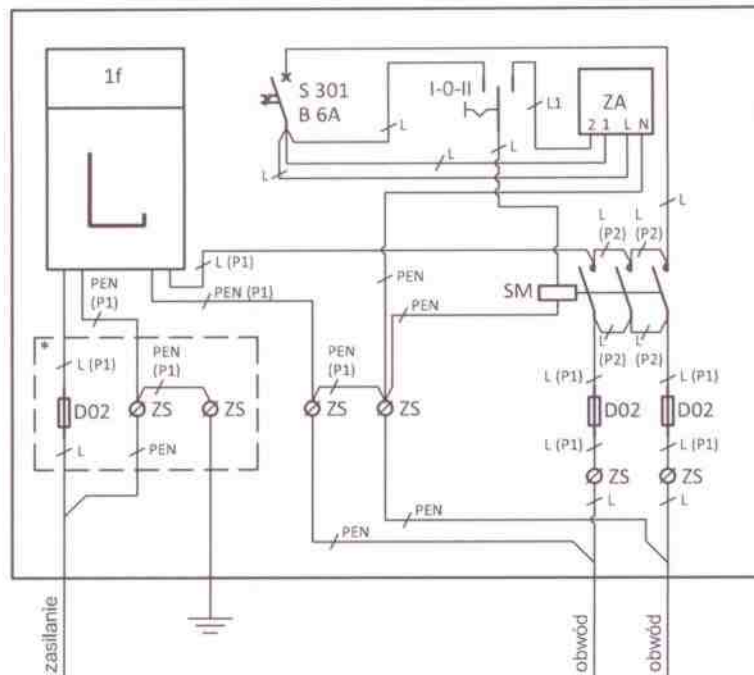 1f
S 301
B 6A
I-0-II
L1
ZA
2 1 L N
L
L
L
L
L
L (P1)
L
(P2)
L
(P2)
PEN
(P1)
PEN (P1)
PEN
PEN
SM
*
L (P1)
PEN
(P1)
PEN
(P1)
L
(P2)
L
(P2)
L (P1)
L (P1)
D02
ZS
ZS
ZS
ZS
D02
D02
L
PEN
L (P1)
L (P1)
ZS
ZS
L
L
PEN
PEN
zasilanie
obwód
obwód